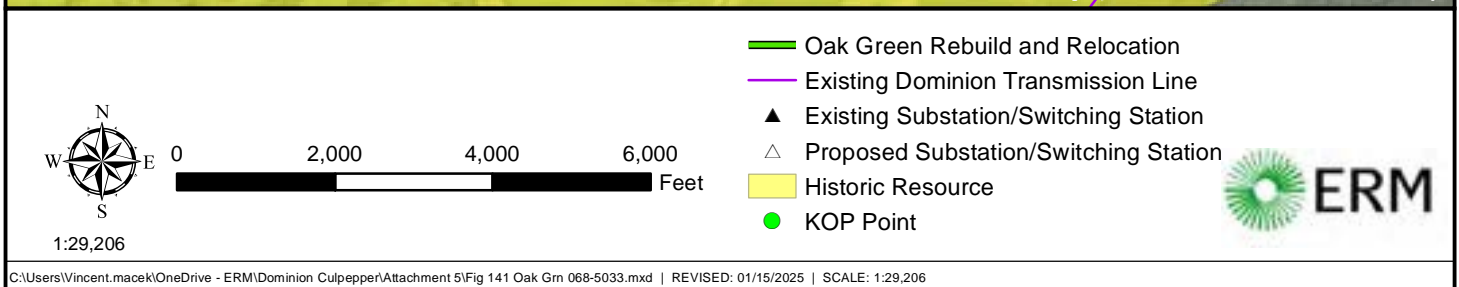 Oak Green Rebuild and Relocation
Existing Dominion Transmission Line
Existing Substation/Switching Station
Proposed Substation/Switching Station
Historic Resource
KOP Point
N
W E
S
0 2,000 4,000 6,000
Feet
1:29,206
ERM
C:\Users\Vincent.macek\OneDrive - ERM\Dominion Culpepper\Attachment 5\Fig 141 Oak Grn 068-5033.mxd | REVISED: 01/15/2025 | SCALE: 1:29,206